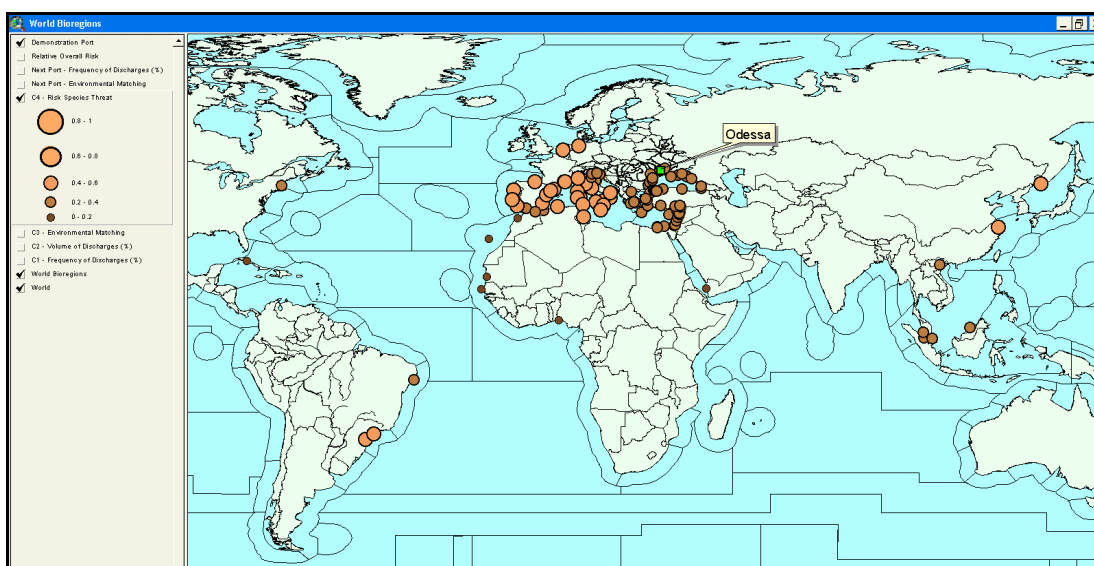 World Bioregions
Demonstration Port
Relative Overall Risk
Next Port - Frequency of Discharges (%)
Next Port - Environmental Matching
C4 - Risk Species Threat
0.8 - 1
0.6 - 0.8
0.4 - 0.6
0.2 - 0.4
0 - 0.2
C3 - Environmental Matching
C2 - Volume of Discharges (%)
C1 - Frequency of Discharges (%)
World Bioregions
World
Odessa